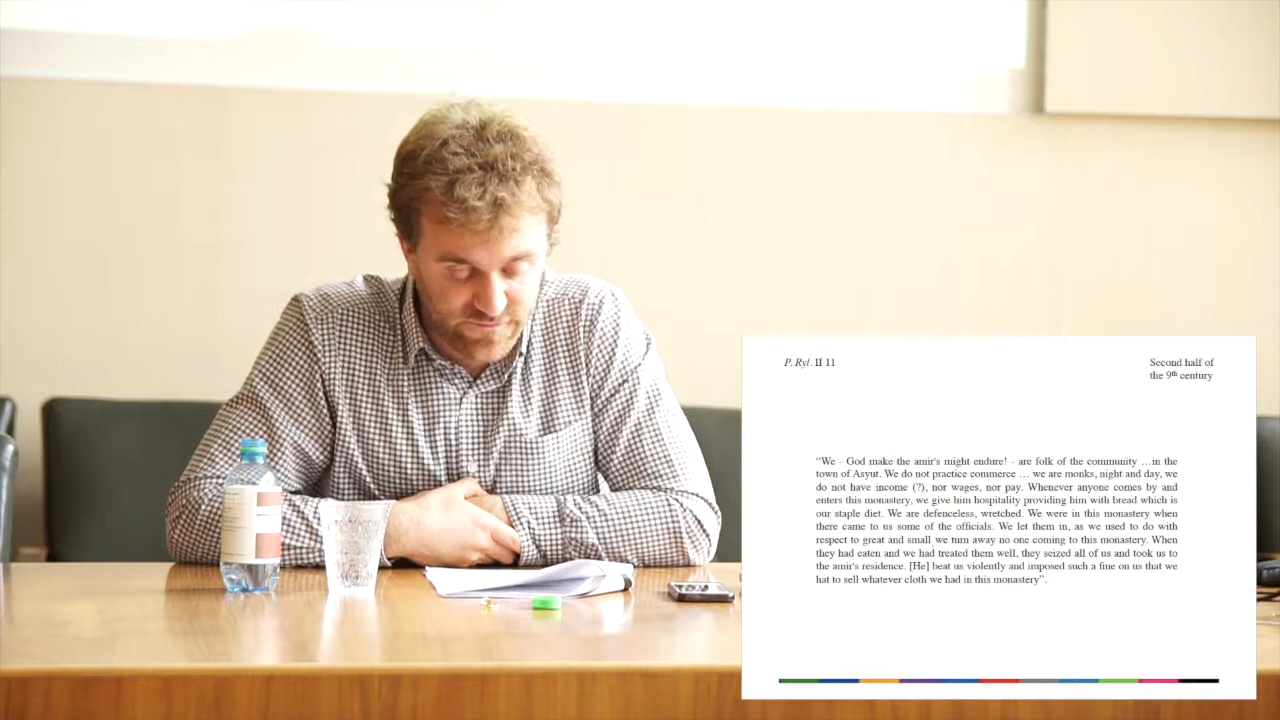 P. Ryl. II 11
Second half of
the 9th century
“We - God make the amir's might endure! - are folk of the community …in the
town of Asyut. We do not practice commerce … we are monks, night and day, we
do not have income (?), nor wages, nor pay. Whenever anyone comes by and
enters this monastery, we give him hospitality providing him with bread which is
our staple diet. We are defenceless, wretched. We were in this monastery when
there came to us some of the officials. We let them in, as we used to do with
respect to great and small we turn away no one coming to this monastery. When
they had eaten and we had treated them well, they seized all of us and took us to
the amir's residence. [He] beat us violently and imposed such a fine on us that we
hat to sell whatever cloth we had in this monastery”.